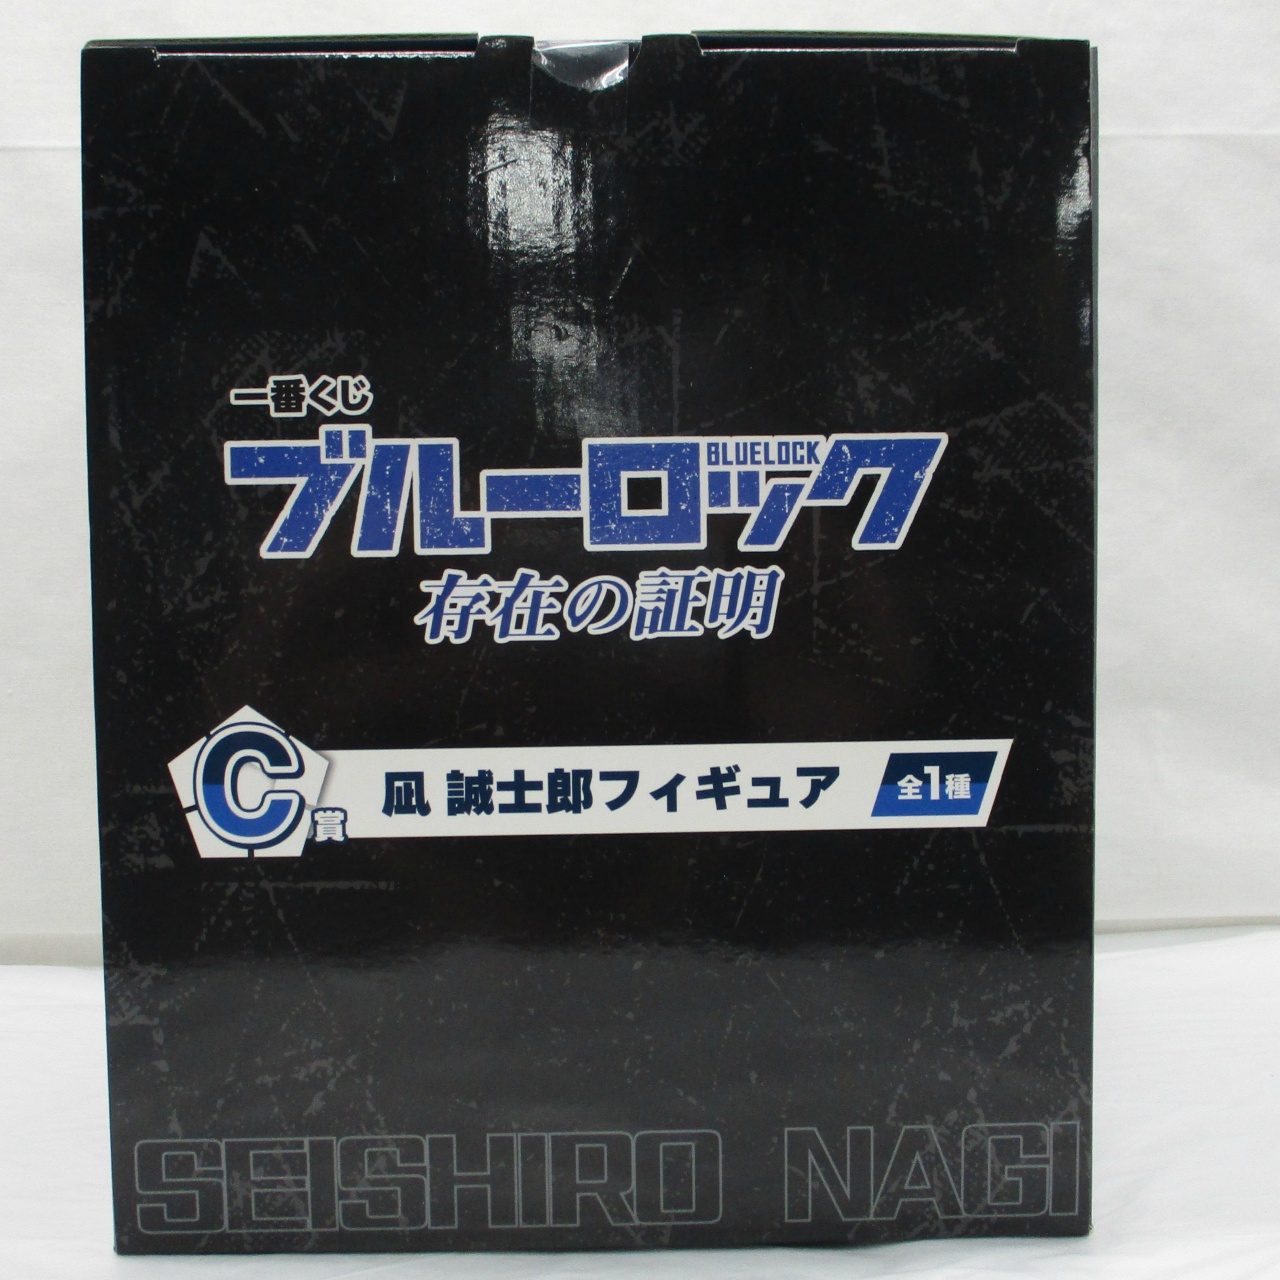 一番くじ
ブルーロック
BLUELOCK
存在の証明
C賞
凪 誠士郎フィギュア
全1種
SEISHIRO NAGI